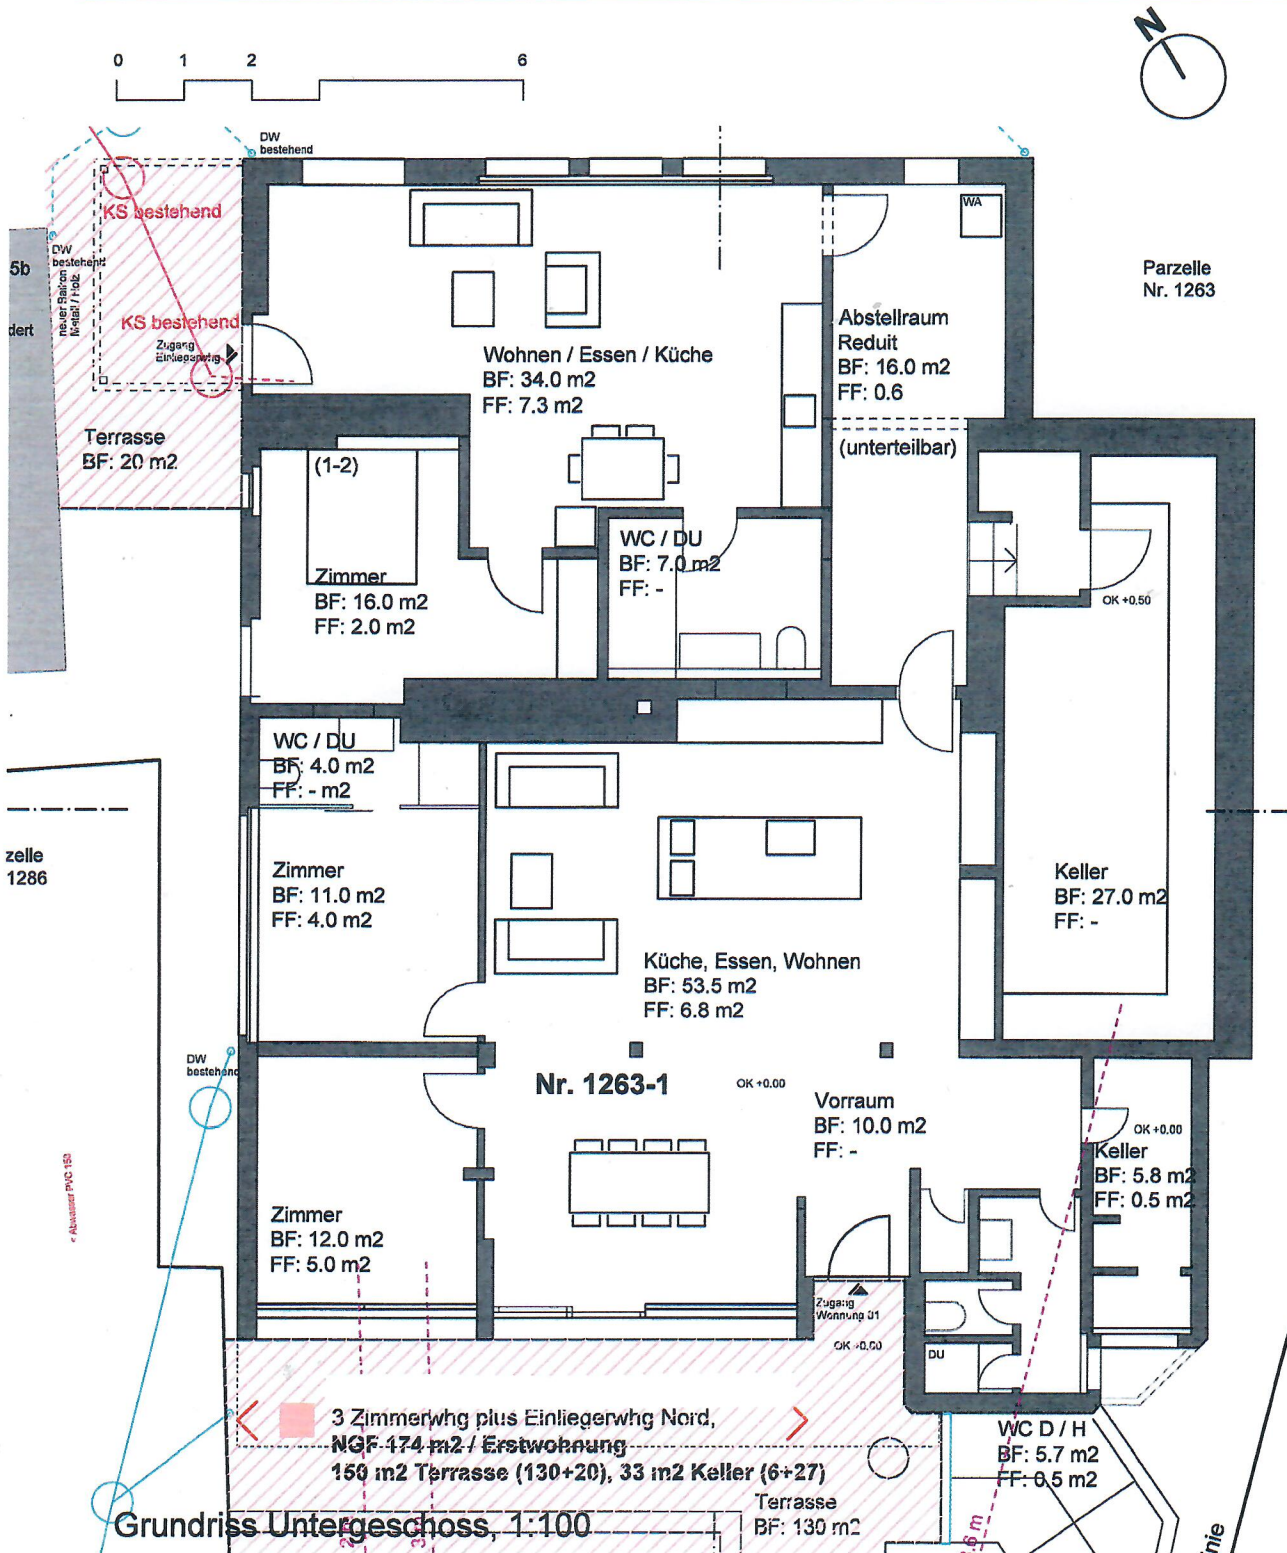 0 1 2 6
N
DW
bestehend
KS bestehend
WA
5b
DW
bestehend
neuer Balkon
Metall / Holz
Parzelle
Nr. 1263
dert
KS bestehend
Zugang
Einliegerwhg
Abstellraum
Reduit
BF: 16.0 m2
FF: 0.6
Wohnen / Essen / Küche
BF: 34.0 m2
FF: 7.3 m2
Terrasse
BF: 20 m2
(unterteilbar)
(1-2)
WC / DU
BF: 7.0 m2
FF: -
Zimmer
BF: 16.0 m2
FF: 2.0 m2
OK +0.50
WC / DU
BF: 4.0 m2
FF: - m2
zelle
1286
Zimmer
BF: 11.0 m2
FF: 4.0 m2
Keller
BF: 27.0 m2
FF: -
Küche, Essen, Wohnen
BF: 53.5 m2
FF: 6.8 m2
DW
bestehend
Nr. 1263-1
OK +0.00
Vorraum
BF: 10.0 m2
FF: -
OK +0.00
Keller
BF: 5.8 m2
FF: 0.5 m2
< Abwasser PVC 150
Zimmer
BF: 12.0 m2
FF: 5.0 m2
Zugang
Wohnung 01
OK +0.00
DU
3 Zimmerwhg plus Einliegerwhg Nord,
NGF 174 m2 / Erstwohnung
150 m2 Terrasse (130+20), 33 m2 Keller (6+27)
WC D / H
BF: 5.7 m2
FF: 0.5 m2
Terrasse
BF: 130 m2
Grundriss Untergeschoss, 1:100
.6 m
nie